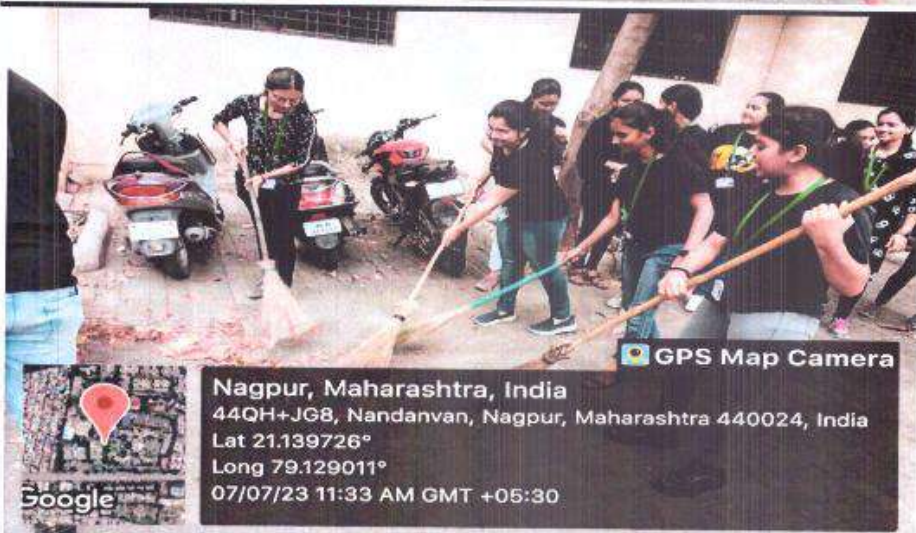 GPS Map Camera
Nagpur, Maharashtra, India
44QH+JG8, Nandanvan, Nagpur, Maharashtra 440024, India
Lat 21.139726°
Long 79.129011°
07/07/23 11:33 AM GMT +05:30
Google